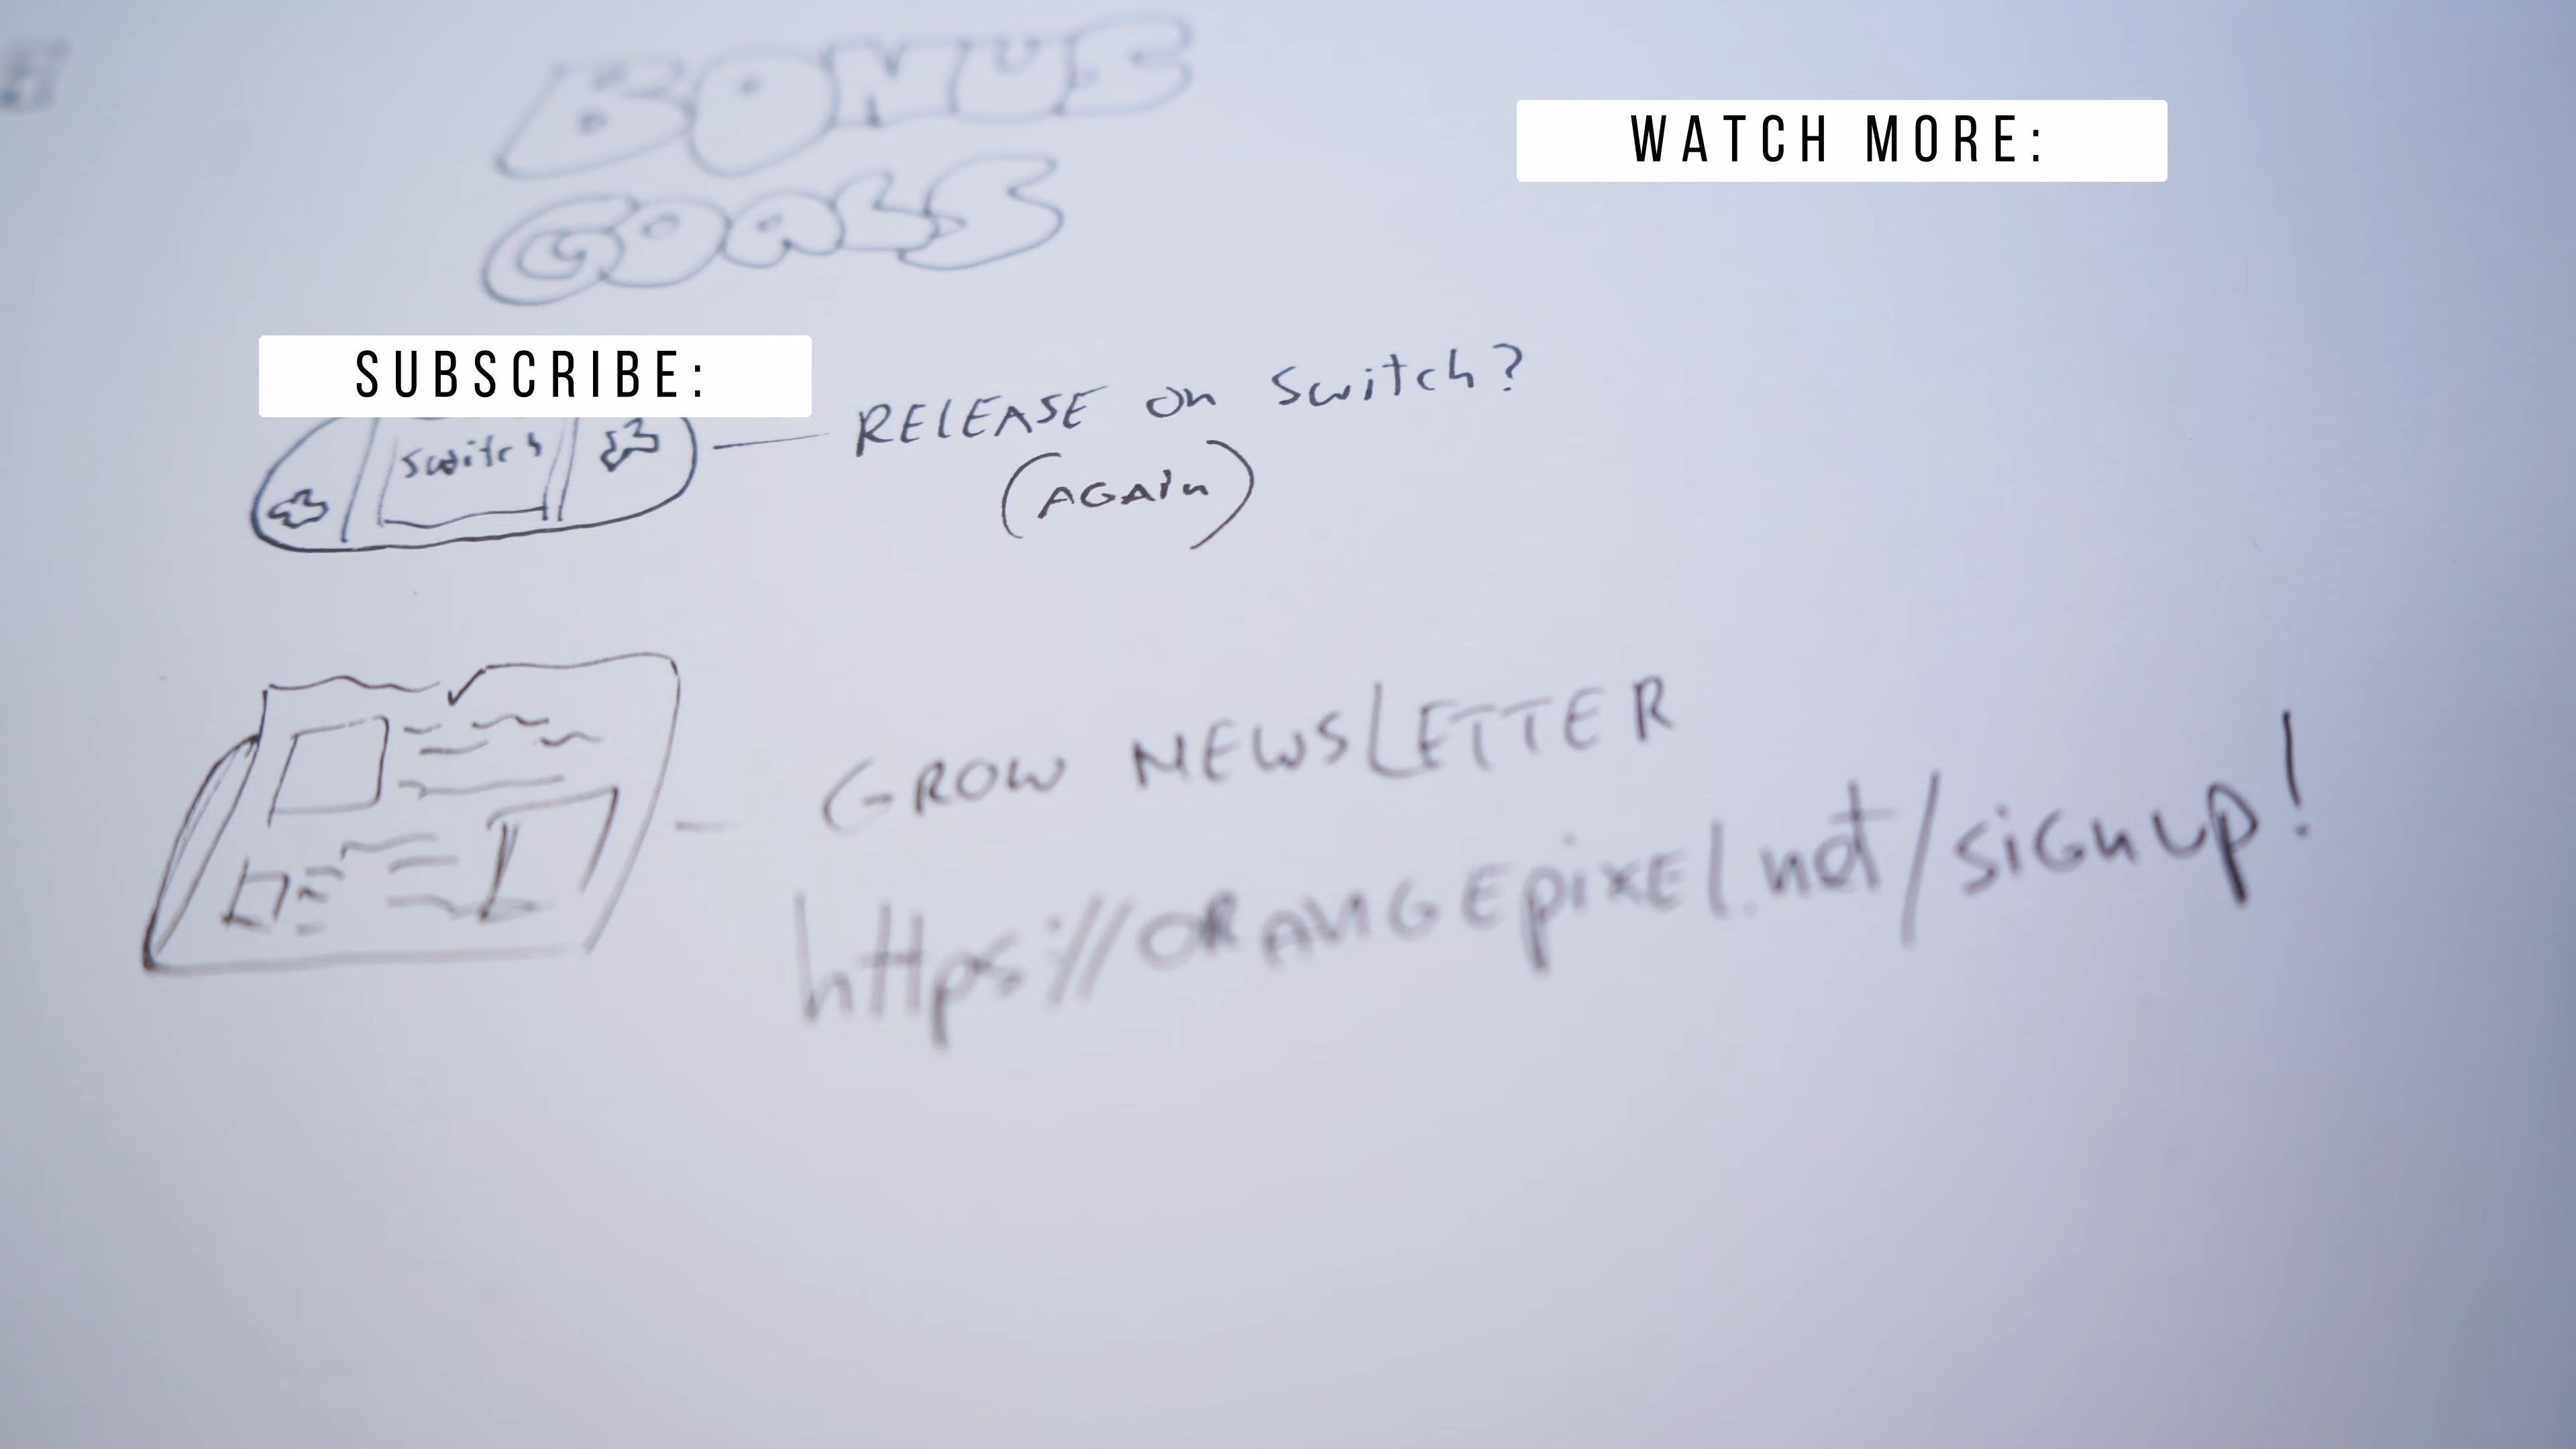 BONUS
GOALS
WATCH MORE:
SUBSCRIBE:
switch
RELEASE on Switch?
(AGAIN)
GROW NEWSLETTER
https://ORANGEpixEl.net/siGnup!